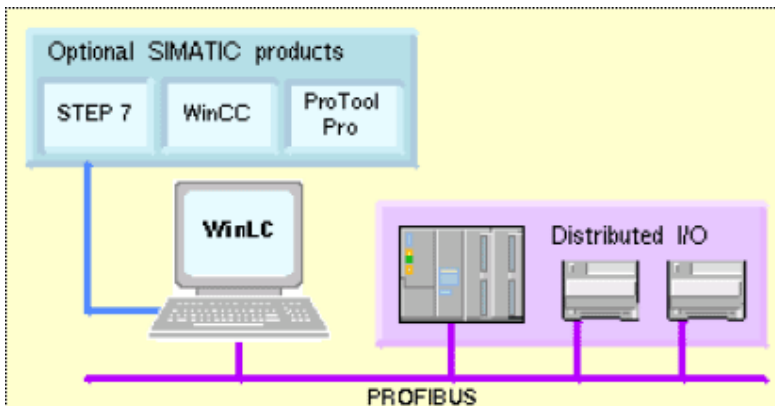 Optional SIMATIC products
STEP 7
WinCC
ProTool
Pro
WinLC
Distributed I/O
PROFIBUS